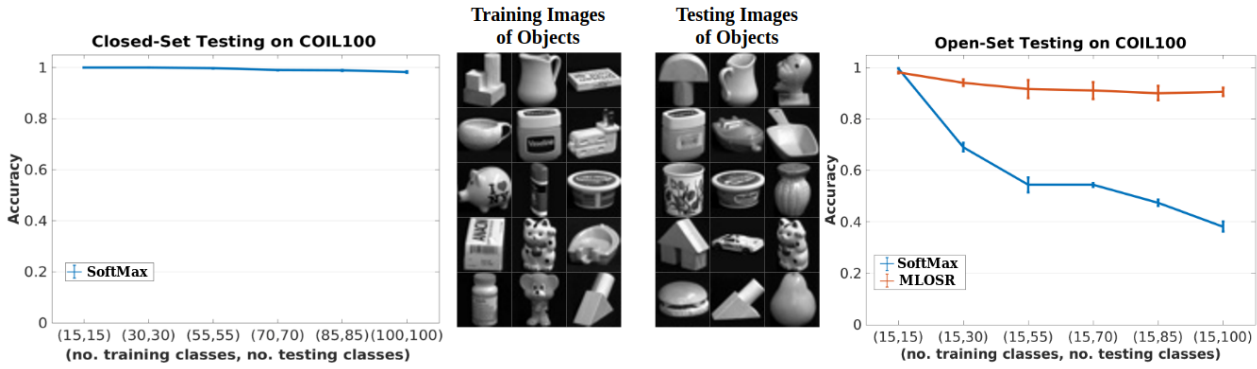 Closed-Set Testing on COIL100
Accuracy
1
0.8
0.6
0.4
0.2
0
SoftMax
(15,15) (30,30) (55,55) (70,70) (85,85) (100,100)
(no. training classes, no. testing classes)
Training Images
of Objects
I ♥
NY
ANACIN
Testing Images
of Objects
Open-Set Testing on COIL100
Accuracy
1
0.8
0.6
0.4
0.2
0
SoftMax
MLOSR
(15,15) (15,30) (15,55) (15,70) (15,85) (15,100)
(no. training classes, no. testing classes)